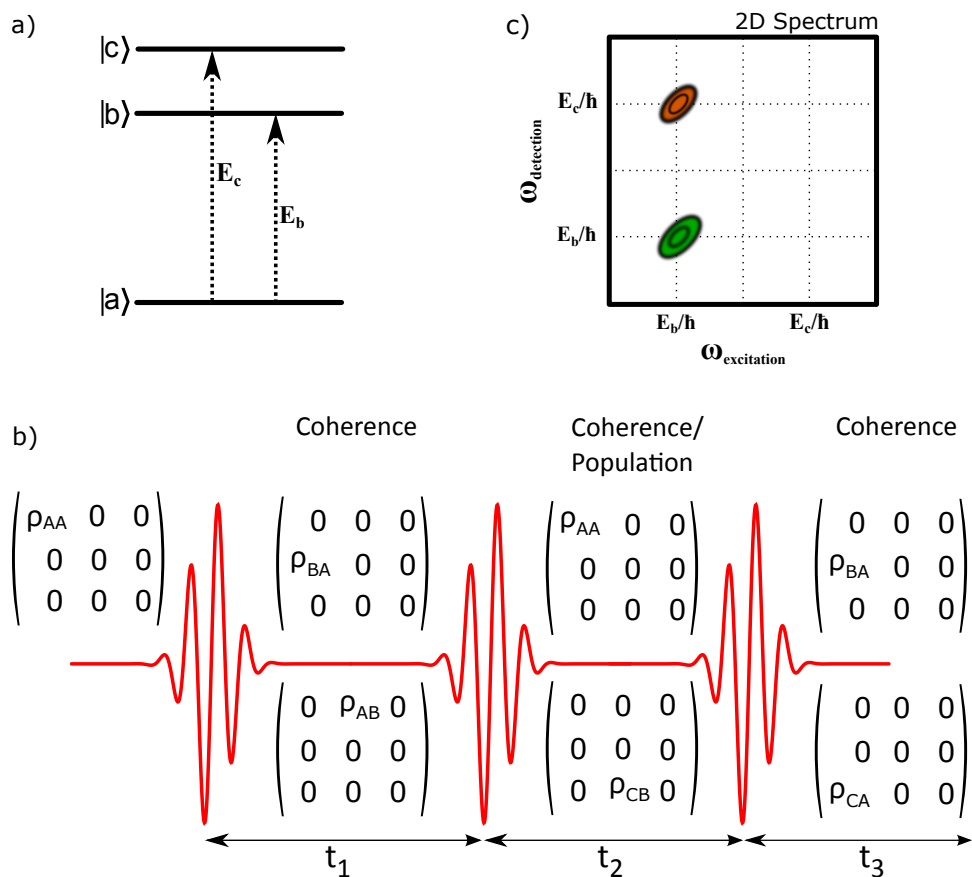 a)
|c⟩
|b⟩
E_c
E_b
|a⟩
c)
2D Spectrum
E_c/ħ
ω_detection
E_b/ħ
E_b/ħ E_c/ħ
ω_excitation
b)
Coherence
Coherence/
Population
Coherence
ρ_AA 0 0
0 0 0
0 0 0
0 0 0
ρ_BA 0 0
0 0 0
ρ_AA 0 0
0 0 0
0 0 0
0 0 0
ρ_BA 0 0
0 0 0
0 ρ_AB 0
0 0 0
0 0 0
0 0 0
0 0 0
0 ρ_CB 0
0 0 0
0 0 0
ρ_CA 0 0
t_1 t_2 t_3